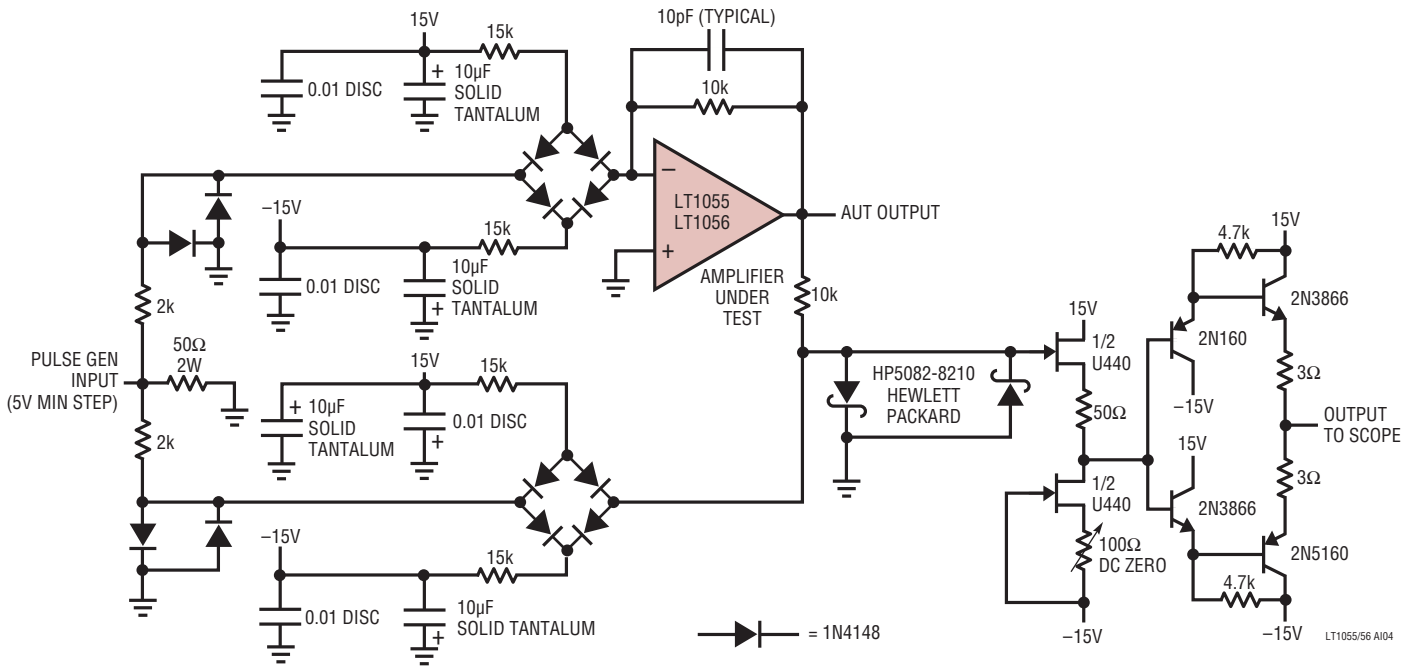 15V
15k
0.01 DISC
+
10µF
SOLID
TANTALUM
10pF (TYPICAL)
10k
–
LT1055
LT1056
+
AUT OUTPUT
AMPLIFIER
UNDER
TEST
–15V
15k
0.01 DISC
10µF
SOLID
TANTALUM
+
2k
PULSE GEN
INPUT
(5V MIN STEP)
50Ω
2W
2k
15V
15k
+
10µF
SOLID
TANTALUM
0.01 DISC
+
–15V
15k
0.01 DISC
10µF
SOLID TANTALUM
+
= 1N4148
10k
HP5082-8210
HEWLETT
PACKARD
15V
1/2
U440
50Ω
1/2
U440
100Ω
DC ZERO
–15V
4.7k
15V
2N3866
2N160
–15V
3Ω
OUTPUT
TO SCOPE
15V
2N3866
3Ω
2N5160
4.7k
–15V
LT1055/56 AI04